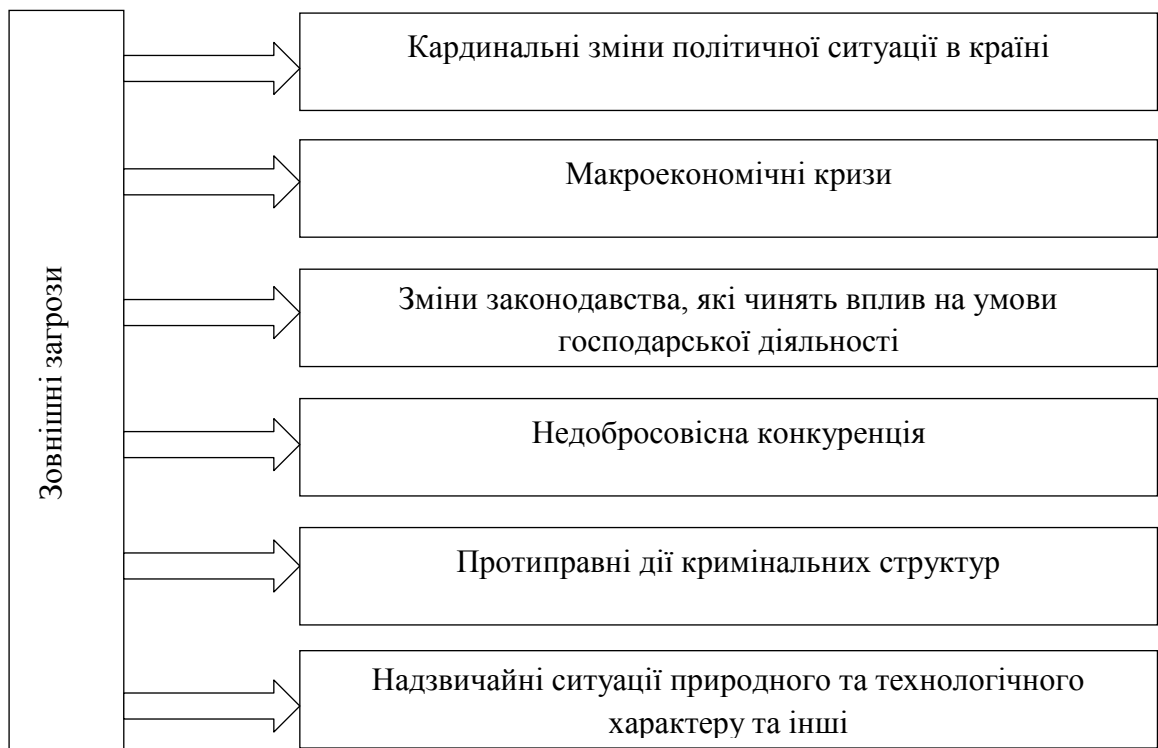 Зовнішні загрози
Кардинальні зміни політичної ситуації в країні
Макроекономічні кризи
Зміни законодавства, які чинять вплив на умови
господарської діяльності
Недобросовісна конкуренція
Протиправні дії кримінальних структур
Надзвичайні ситуації природного та технологічного
характеру та інші